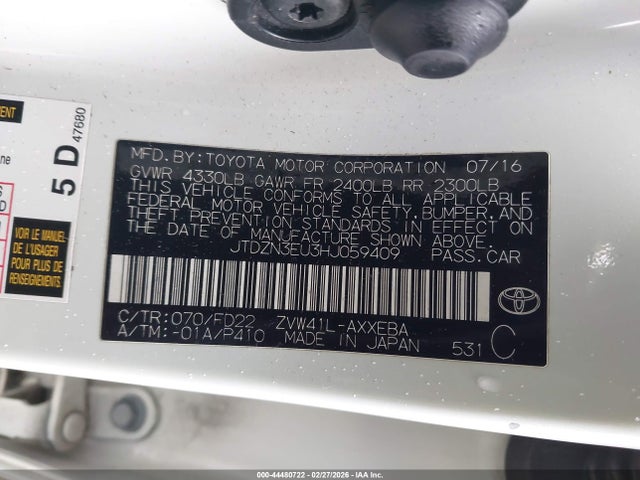 MENT
ne
S
D
5 D 47680
VOIR LE MANUEL
DE L'USAGER
POUR PLUS DE
RENSEIGNEMENTS.
MFD. BY: TOYOTA MOTOR CORPORATION 07/16
GVWR 4330LB GAWR FR 2400LB RR 2300LB
THIS VEHICLE CONFORMS TO ALL APPLICABLE
FEDERAL MOTOR VEHICLE SAFETY, BUMPER, AND
THEFT PREVENTION STANDARDS IN EFFECT ON
THE DATE OF MANUFACTURE SHOWN ABOVE.
JTDZN3EU3HJ059409 PASS. CAR
C/TR: 070/FD22 ZVW41L-AXXEBA
A/TM: -01A/P410 MADE IN JAPAN 531 C
000-44480722 - 02/27/2026 - IAA Inc.